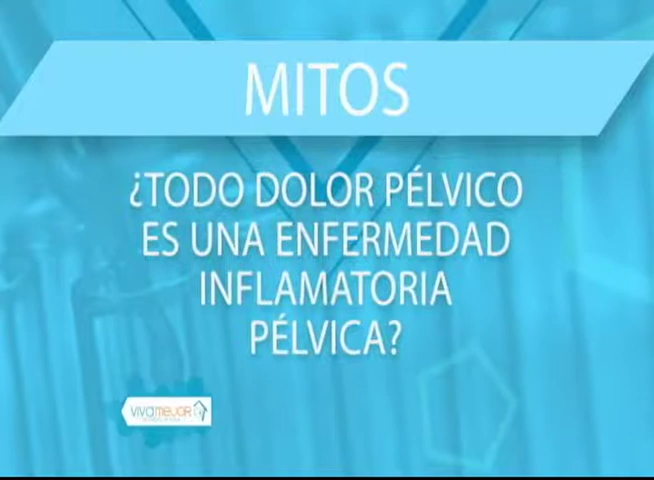 MITOS
¿TODO DOLOR PÉLVICO
ES UNA ENFERMEDAD
INFLAMATORIA
PÉLVICA?
VIVAMEJOR